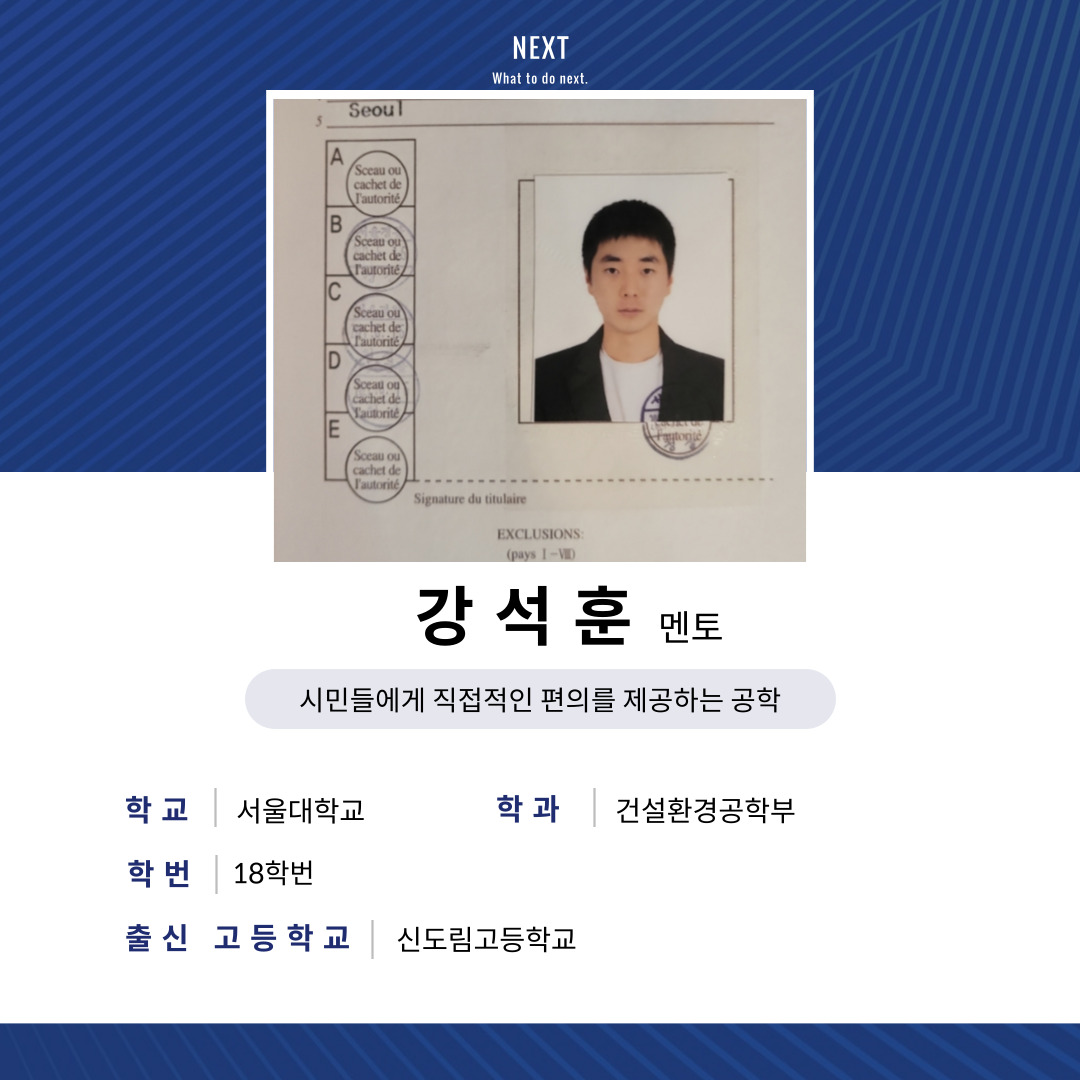 NEXT
What to do next.
Seoul
5
A
Sceau ou
cachet de
l'autorité
B
Sceau ou
cachet de
l'autorité
C
Sceau ou
cachet de
l'autorité
D
Sceau ou
cachet de
l'autorité
E
Sceau ou
cachet de
l'autorité
cachet de
l'autorité
Signature du titulaire
EXCLUSIONS:
(pays Ⅰ~Ⅷ)
강석훈 멘토
시민들에게 직접적인 편의를 제공하는 공학
학교 서울대학교 학과 건설환경공학부
학번 18학번
출신 고등학교 신도림고등학교